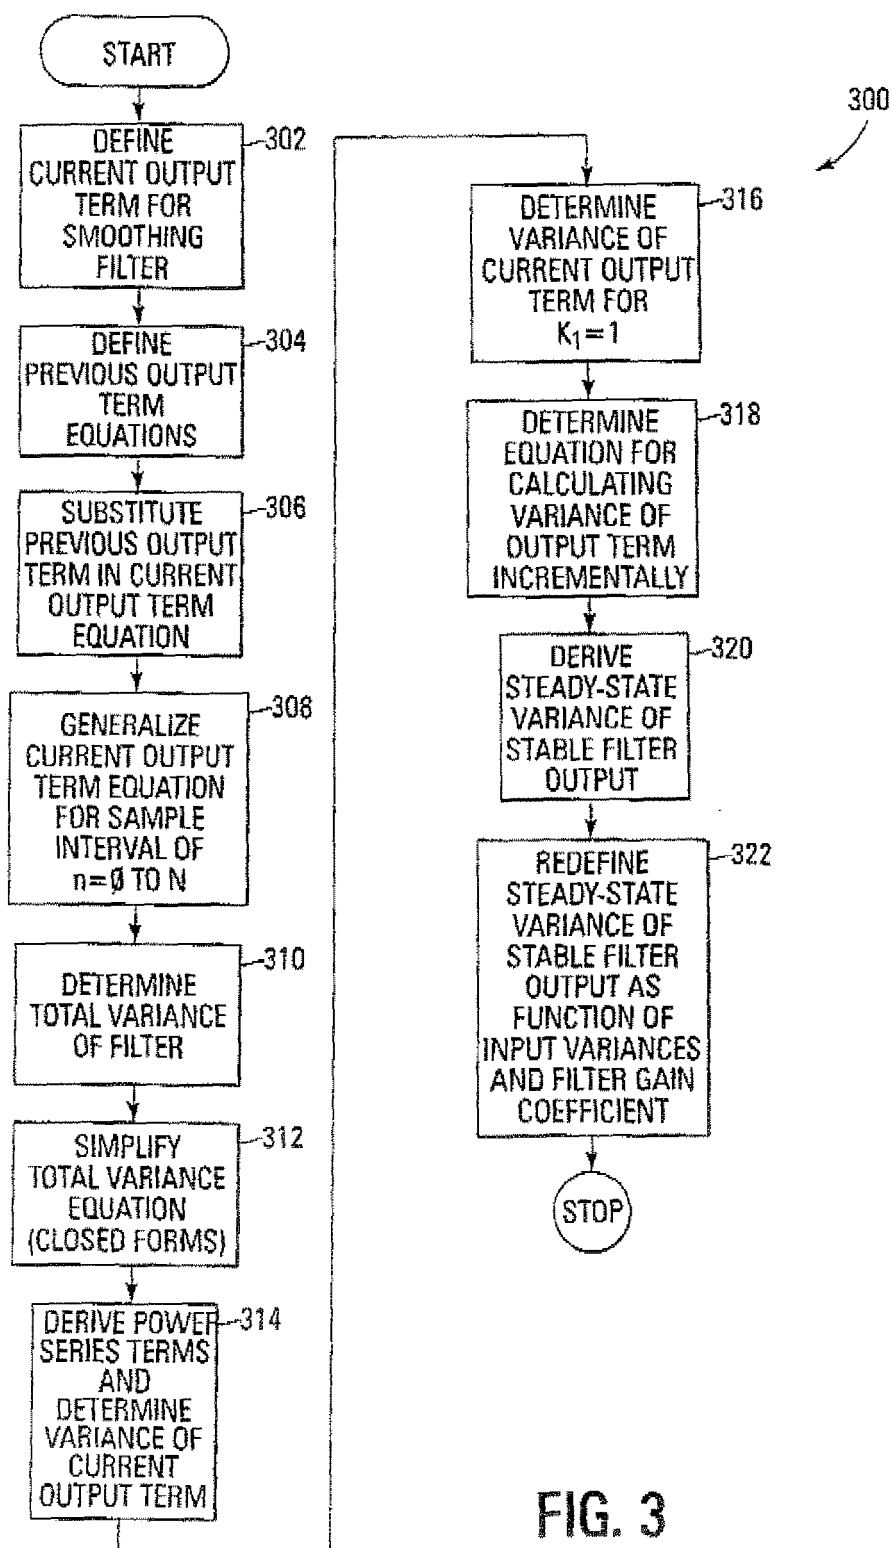 START
302
DEFINE
CURRENT OUTPUT
TERM FOR
SMOOTHING
FILTER
304
DEFINE
PREVIOUS OUTPUT
TERM
EQUATIONS
306
SUBSTITUTE
PREVIOUS OUTPUT
TERM IN CURRENT
OUTPUT TERM
EQUATION
308
GENERALIZE
CURRENT OUTPUT
TERM EQUATION
FOR SAMPLE
INTERVAL OF
n=Ø TO N
310
DETERMINE
TOTAL VARIANCE
OF FILTER
312
SIMPLIFY
TOTAL VARIANCE
EQUATION
(CLOSED FORMS)
314
DERIVE POWER
SERIES TERMS
AND
DETERMINE
VARIANCE OF
CURRENT
OUTPUT TERM
300
316
DETERMINE
VARIANCE OF
CURRENT OUTPUT
TERM FOR
K₁=1
318
DETERMINE
EQUATION FOR
CALCULATING
VARIANCE OF
OUTPUT TERM
INCREMENTALLY
320
DERIVE
STEADY-STATE
VARIANCE OF
STABLE FILTER
OUTPUT
322
REDEFINE
STEADY-STATE
VARIANCE OF
STABLE FILTER
OUTPUT AS
FUNCTION OF
INPUT VARIANCES
AND FILTER GAIN
COEFFICIENT
STOP
FIG. 3